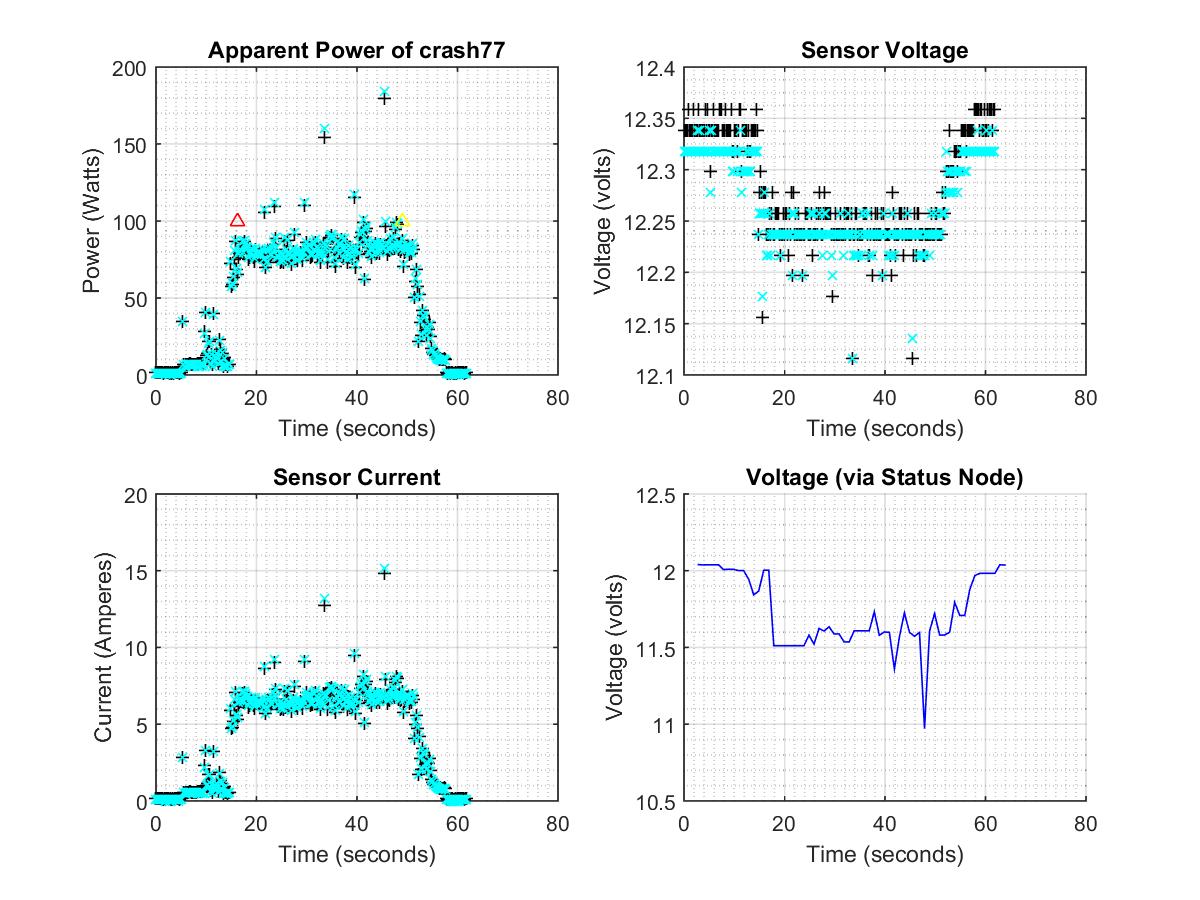 Apparent Power of crash77
200
150
100
50
0
Power (Watts)
0 20 40 60 80
Time (seconds)
Sensor Voltage
12.4
12.35
12.3
12.25
12.2
12.15
12.1
Voltage (volts)
0 20 40 60 80
Time (seconds)
Sensor Current
20
15
10
5
0
Current (Amperes)
0 20 40 60 80
Time (seconds)
Voltage (via Status Node)
12.5
12
11.5
11
10.5
Voltage (volts)
0 20 40 60 80
Time (seconds)